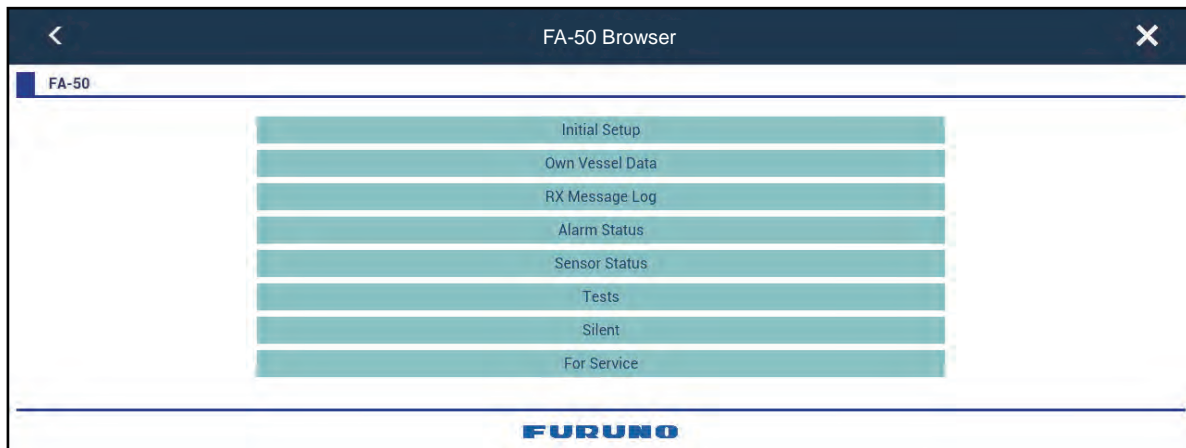 FA-50 Browser
FA-50
Initial Setup
Own Vessel Data
RX Message Log
Alarm Status
Sensor Status
Tests
Silent
For Service
FURUNO